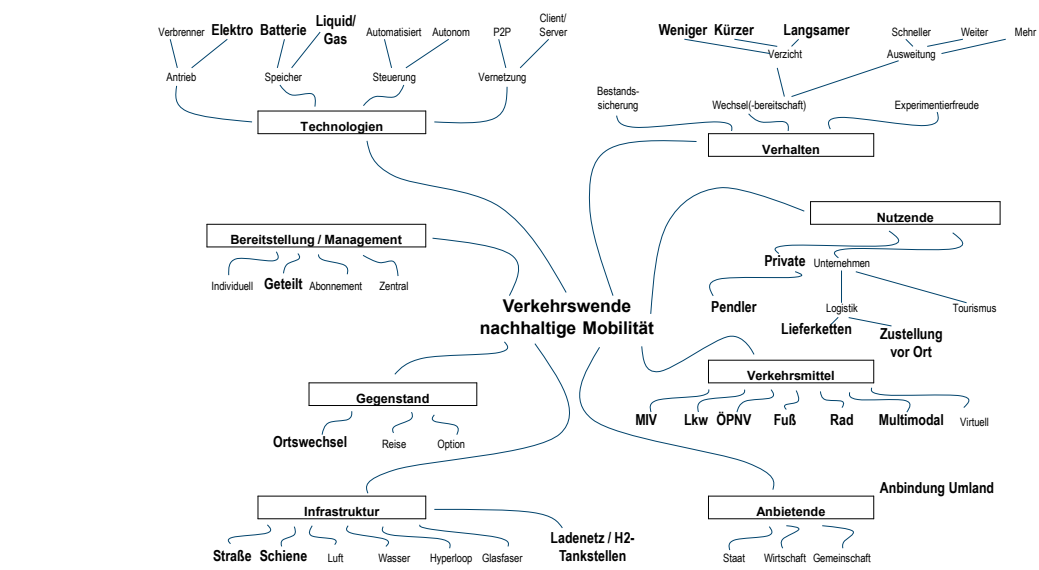 Verbrenner
Elektro
Batterie
Liquid/
Gas
Automatisiert
Autonom
P2P
Client/
Server
Antrieb
Speicher
Steuerung
Vernetzung
Technologien
Weniger
Kürzer
Langsamer
Schneller
Weiter
Mehr
Verzicht
Ausweitung
Bestands-
sicherung
Wechsel(-bereitschaft)
Experimentierfreude
Verhalten
Nutzende
Private
Unternehmen
Pendler
Logistik
Tourismus
Lieferketten
Zustellung
vor Ort
Bereitstellung / Management
Individuell
Geteilt
Abonnement
Zentral
Verkehrswende
nachhaltige Mobilität
Verkehrsmittel
MIV
Lkw
ÖPNV
Fuß
Rad
Multimodal
Virtuell
Gegenstand
Ortswechsel
Reise
Option
Infrastruktur
Straße
Schiene
Luft
Wasser
Hyperloop
Glasfaser
Ladenetz / H2-
Tankstellen
Anbindung Umland
Anbietende
Staat
Wirtschaft
Gemeinschaft